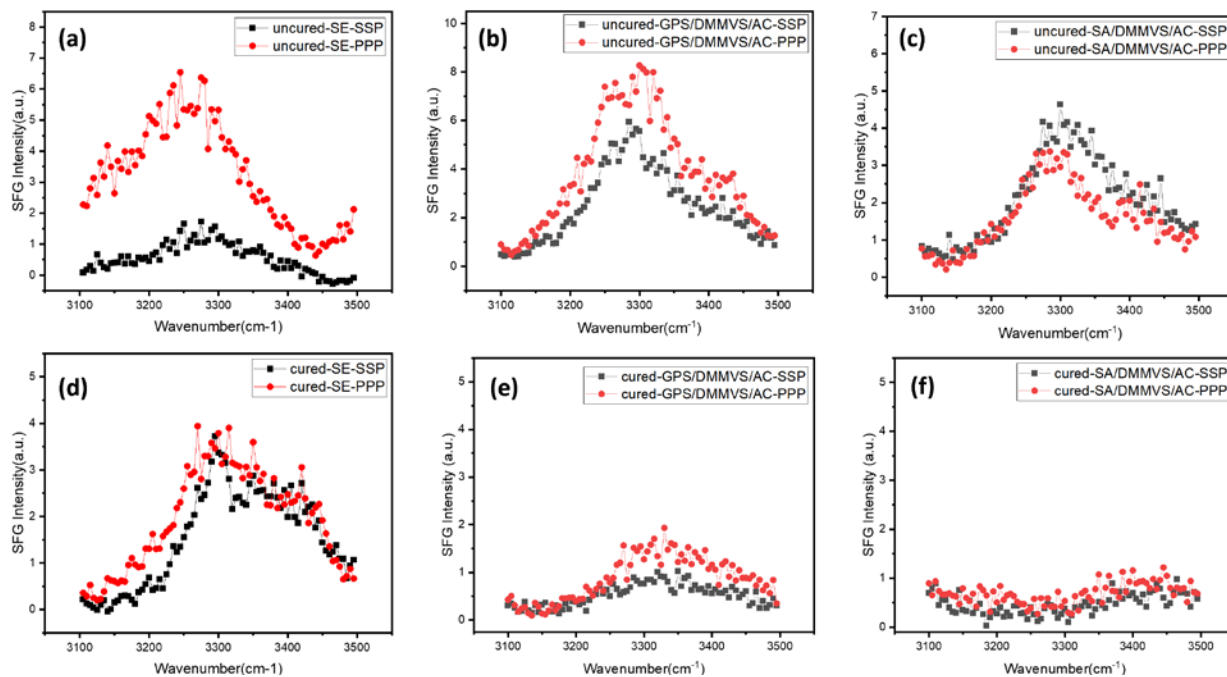 (a)
uncured-SE-SSP
uncured-SE-PPP
SFG Intensity(a.u.)
7
6
5
4
3
2
1
0
3100 3200 3300 3400 3500
Wavenumber(cm-1)
(b)
uncured-GPS/DMMVS/AC-SSP
uncured-GPS/DMMVS/AC-PPP
SFG Intensity (a.u.)
10
8
6
4
2
0
3100 3200 3300 3400 3500
Wavenumber(cm⁻¹)
(c)
uncured-SA/DMMVS/AC-SSP
uncured-SA/DMMVS/AC-PPP
SFG Intensity (a.u.)
7
6
5
4
3
2
1
0
3100 3200 3300 3400 3500
Wavenumber(cm⁻¹)
(d)
cured-SE-SSP
cured-SE-PPP
SFG Intensity(a.u.)
5
4
3
2
1
0
3100 3200 3300 3400 3500
Wavenumber(cm-1)
(e)
cured-GPS/DMMVS/AC-SSP
cured-GPS/DMMVS/AC-PPP
SFG Intensity (a.u.)
5
4
3
2
1
0
3100 3200 3300 3400 3500
Wavenumber(cm⁻¹)
(f)
cured-SA/DMMVS/AC-SSP
cured-SA/DMMVS/AC-PPP
SFG Intensity (a.u.)
5
4
3
2
1
0
3100 3200 3300 3400 3500
Wavenumber(cm⁻¹)